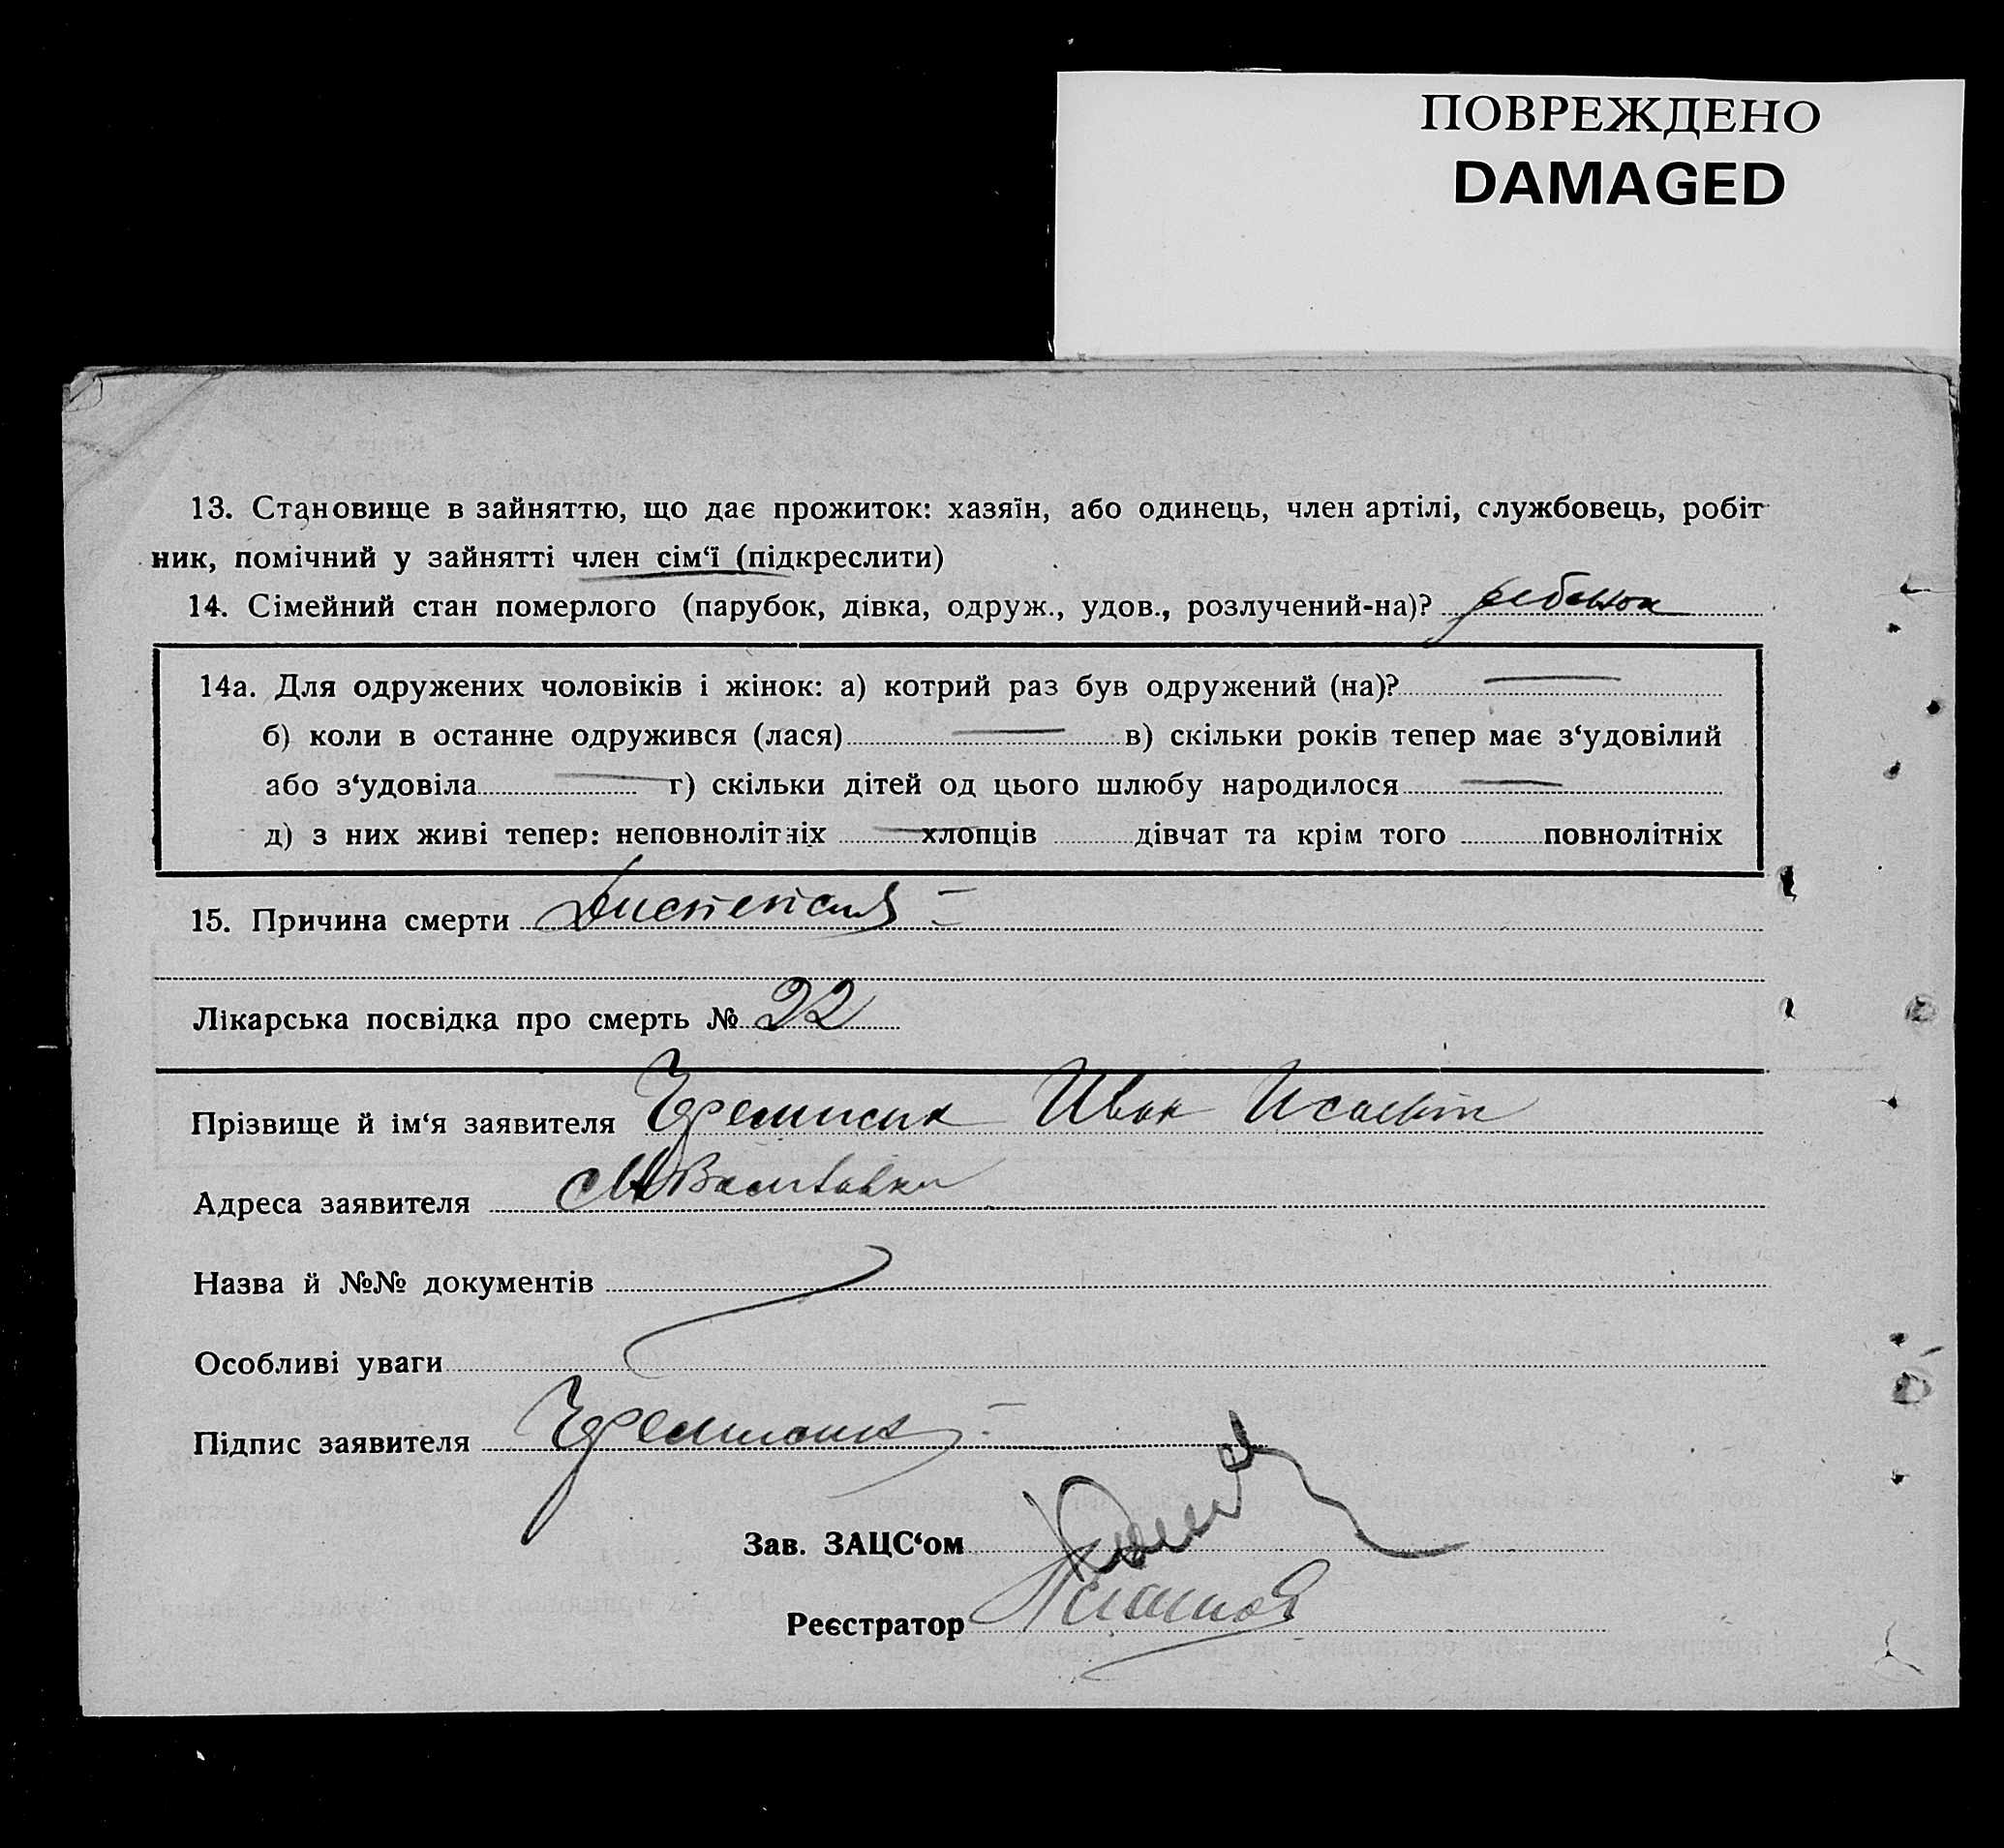 ПОВРЕЖДЕНО
DAMAGED
13. Становище в зайняттю, що дає прожиток: хазяїн, або одинець, член артілі, службовець, робіт
ник, помічний у зайнятті член сім‘ї (підкреслити)
14. Сімейний стан померлого (парубок, дівка, одруж., удов., розлучений-на)? ребенок
14а. Для одружених чоловіків і жінок: а) котрий раз був одружений (на)? —
б) коли в останне одружився (лася) — в) скільки років тепер має з‘удовілий
або з‘удовіла — г) скільки дітей од цього шлюбу народилося —
д) з них живі тепер: неповнолітніх — хлопців дівчат та крім того повнолітніх
15. Причина смерти Диспепсия
Лікарська посвідка про смерть № 22
Прізвище й ім‘я заявителя Иван
Адреса заявителя
Назва й №№ документів
Особливі уваги
Підпис заявителя
Зав. ЗАЦС‘ом
Реєстратор